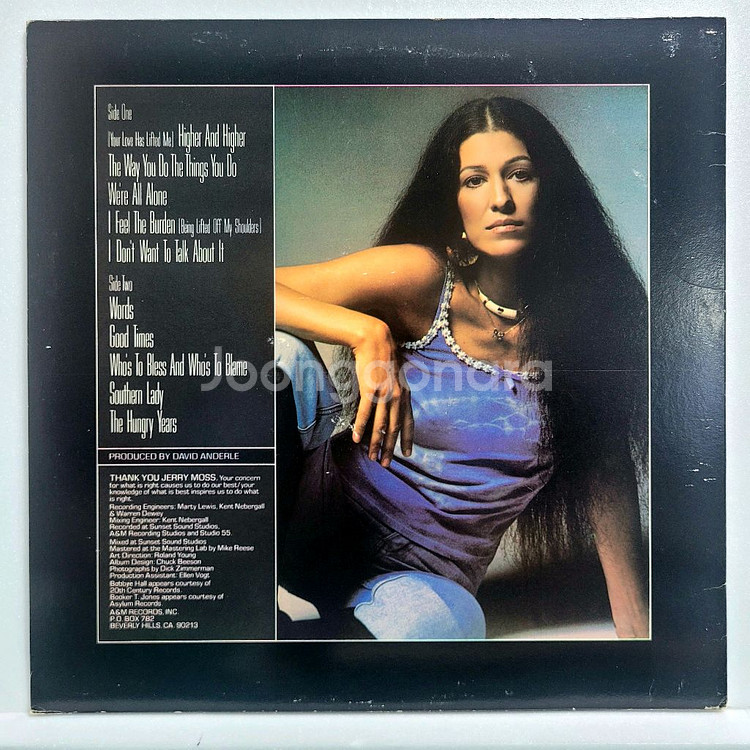 Side One
(Your Love Has Lifted Me) Higher And Higher
The Way You Do The Things You Do
We're All Alone
I Feel The Burden (Being Lifted Off My Shoulders)
I Don't Want To Talk About It
Side Two
Words
Good Times
Who's To Bless And Who's To Blame
Southern Lady
The Hungry Years
PRODUCED BY DAVID ANDERLE
THANK YOU JERRY MOSS. Your concern
for what is right causes us to do our best/your
knowledge of what is best inspires us to do what
is right.
Recording Engineers: Marty Lewis, Kent Nebergall
& Warren Dewey
Mixing Engineer: Kent Nebergall
Recorded at Sunset Sound Studios,
A&M Recording Studios and Studio 55.
Mixed at Sunset Sound Studios
Mastered at the Mastering Lab by Mike Reese
Art Direction: Roland Young
Album Design: Chuck Beeson
Photographs by Dick Zimmerman
Production Assistant: Ellen Vogt
Bobbye Hall appears courtesy of
20th Century Records.
Booker T. Jones appears courtesy of
Asylum Records.
A&M RECORDS, INC.
P.O. BOX 782
BEVERLY HILLS, CA. 90213
Joonggonara